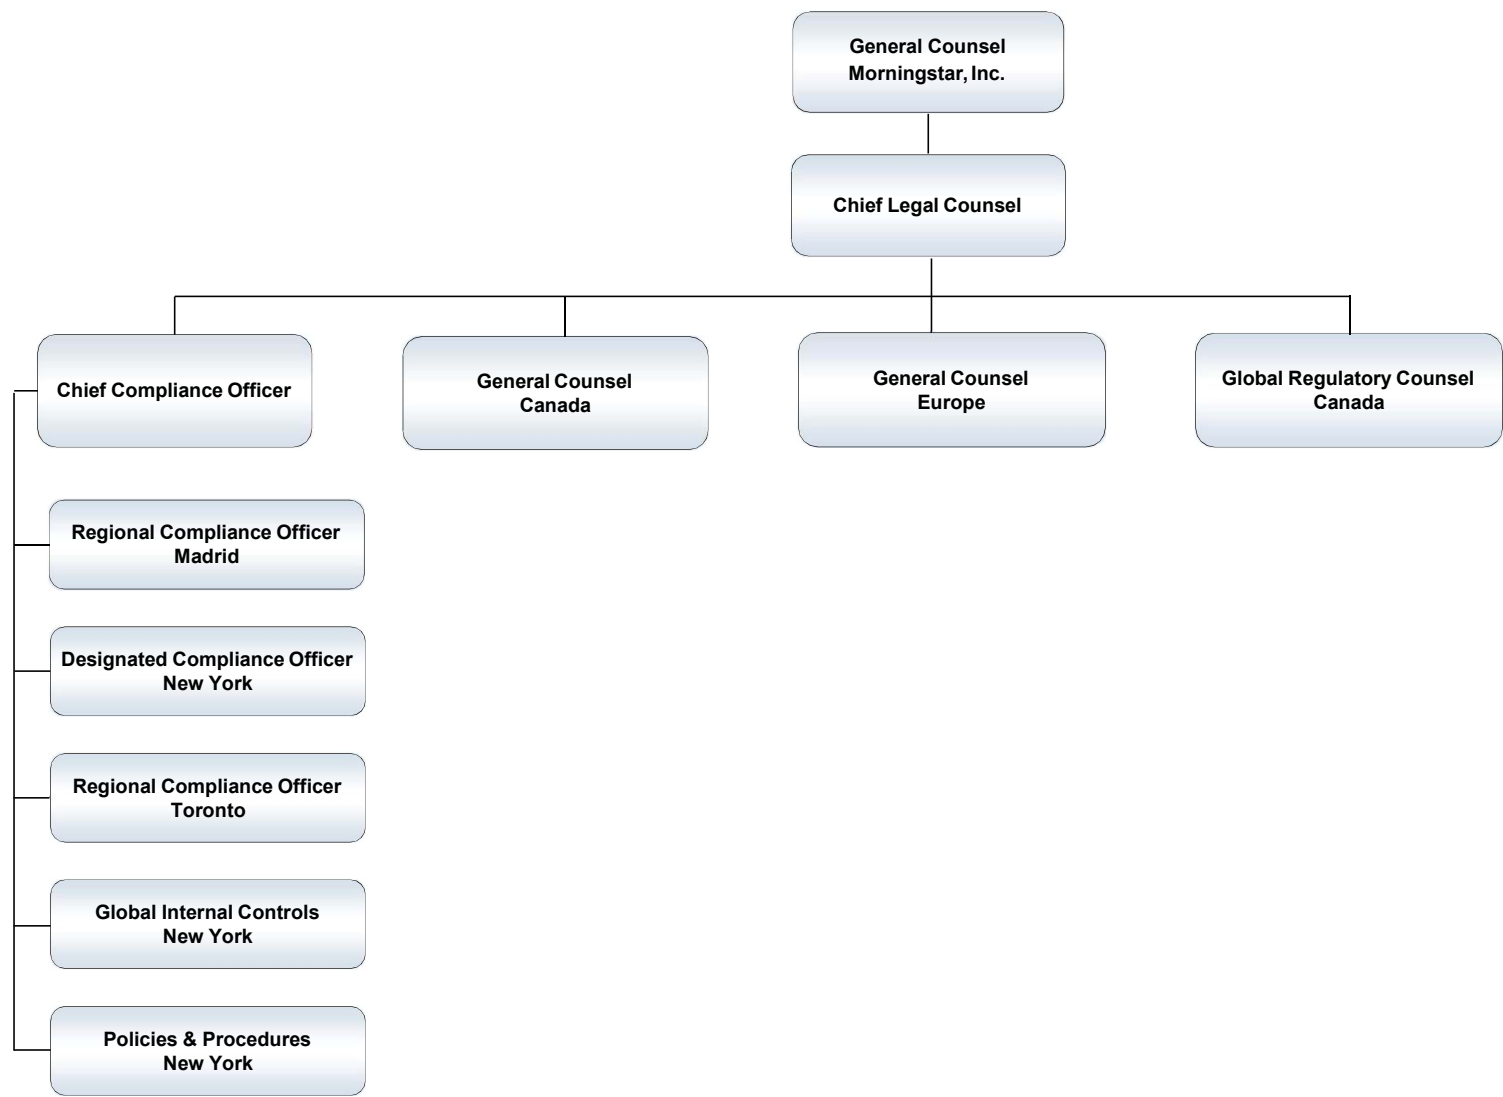 General Counsel
Morningstar, Inc.
Chief Legal Counsel
Chief Compliance Officer
General Counsel
Canada
General Counsel
Europe
Global Regulatory Counsel
Canada
Regional Compliance Officer
Madrid
Designated Compliance Officer
New York
Regional Compliance Officer
Toronto
Global Internal Controls
New York
Policies & Procedures
New York